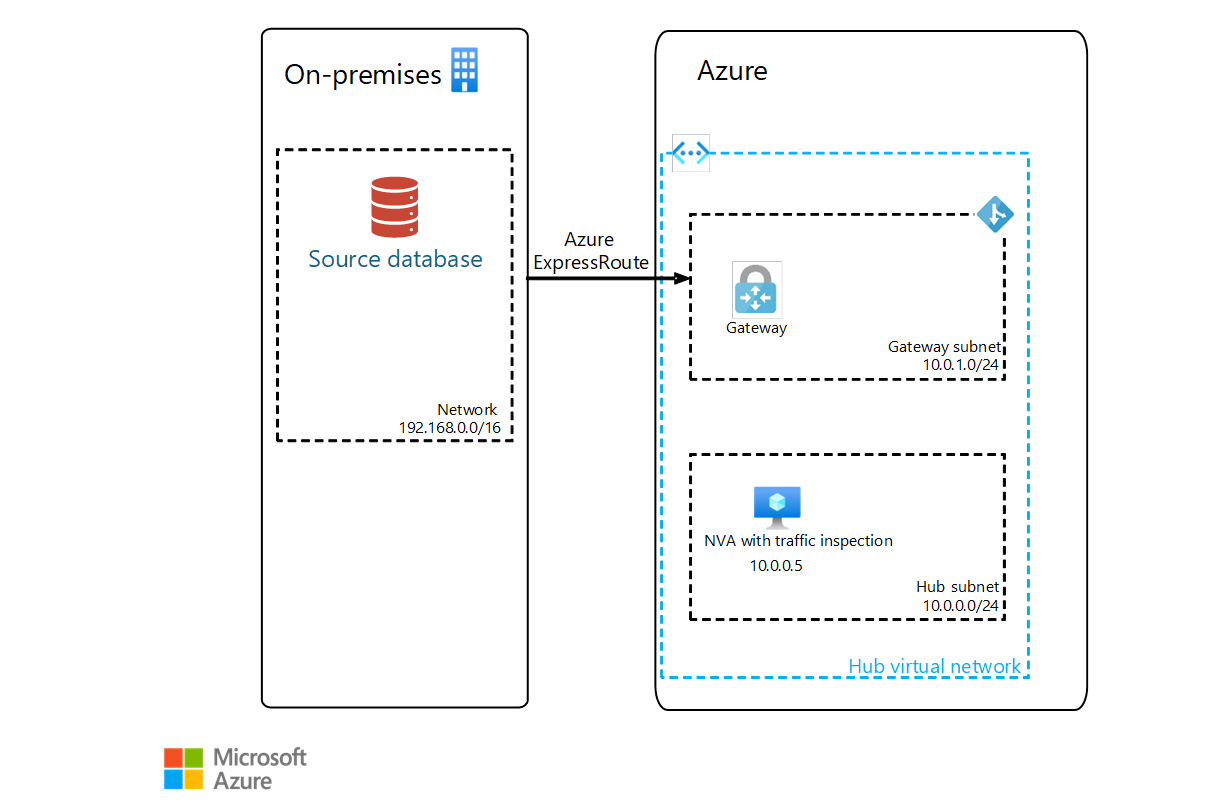 On-premises
Source database
Network
192.168.0.0/16
Azure
ExpressRoute
Azure
Gateway
Gateway subnet
10.0.1.0/24
NVA with traffic inspection
10.0.0.5
Hub subnet
10.0.0.0/24
Hub virtual network
Microsoft
Azure